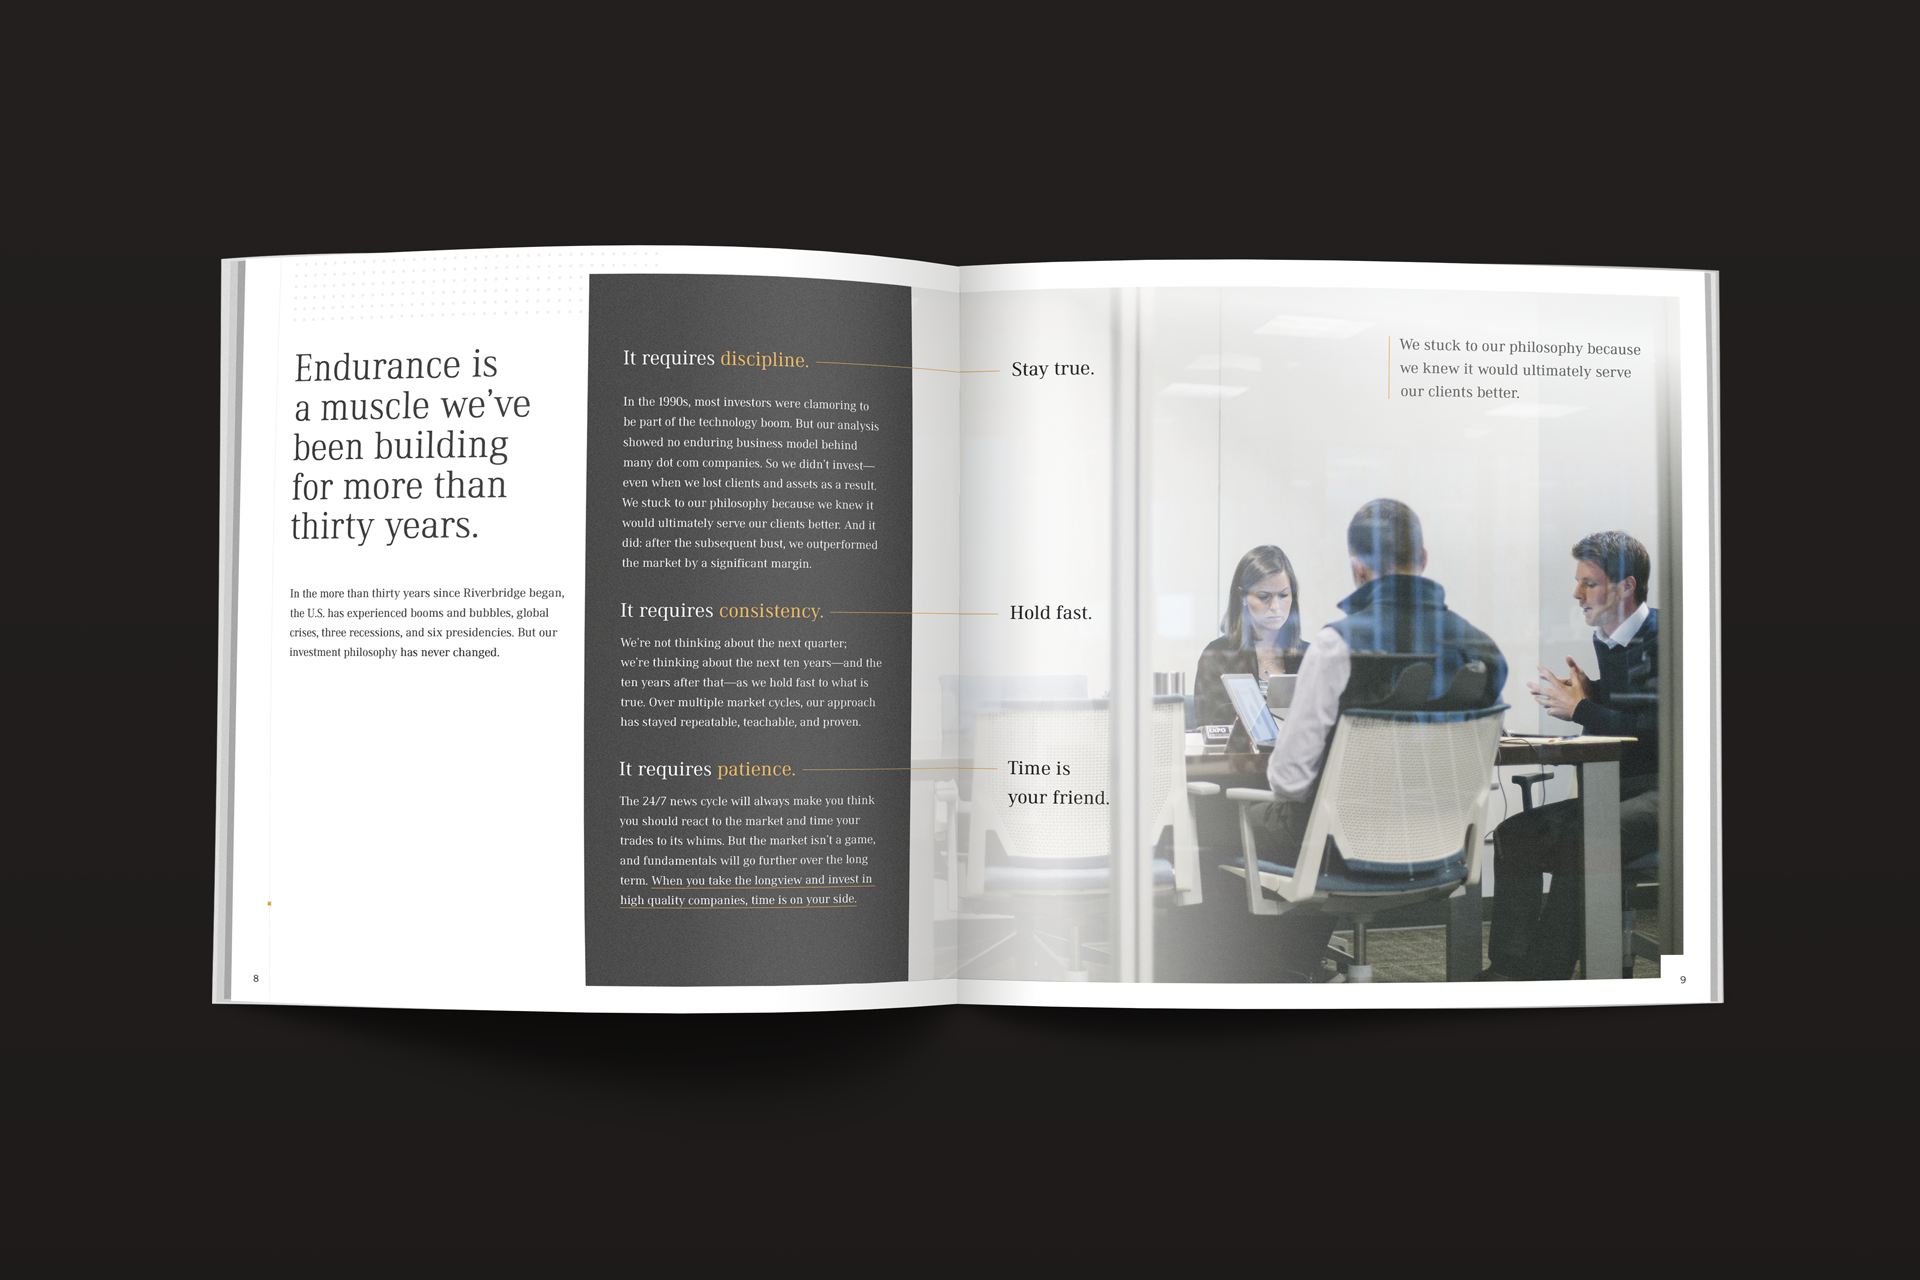 Endurance is
a muscle we've
been building
for more than
thirty years.
In the more than thirty years since Riverbridge began,
the U.S. has experienced booms and bubbles, global
crises, three recessions, and six presidencies. But our
investment philosophy has never changed.
8
It requires discipline.
In the 1990s, most investors were clamoring to
be part of the technology boom. But our analysis
showed no enduring business model behind
many dot com companies. So we didn't invest—
even when we lost clients and assets as a result.
We stuck to our philosophy because we knew it
would ultimately serve our clients better. And it
did: after the subsequent bust, we outperformed
the market by a significant margin.
It requires consistency.
We're not thinking about the next quarter;
we're thinking about the next ten years—and the
ten years after that—as we hold fast to what is
true. Over multiple market cycles, our approach
has stayed repeatable, teachable, and proven.
It requires patience.
The 24/7 news cycle will always make you think
you should react to the market and time your
trades to its whims. But the market isn't a game,
and fundamentals will go further over the long
term. When you take the longview and invest in
high quality companies, time is on your side.
Stay true.
Hold fast.
Time is
your friend.
We stuck to our philosophy because
we knew it would ultimately serve
our clients better.
EXPO
9